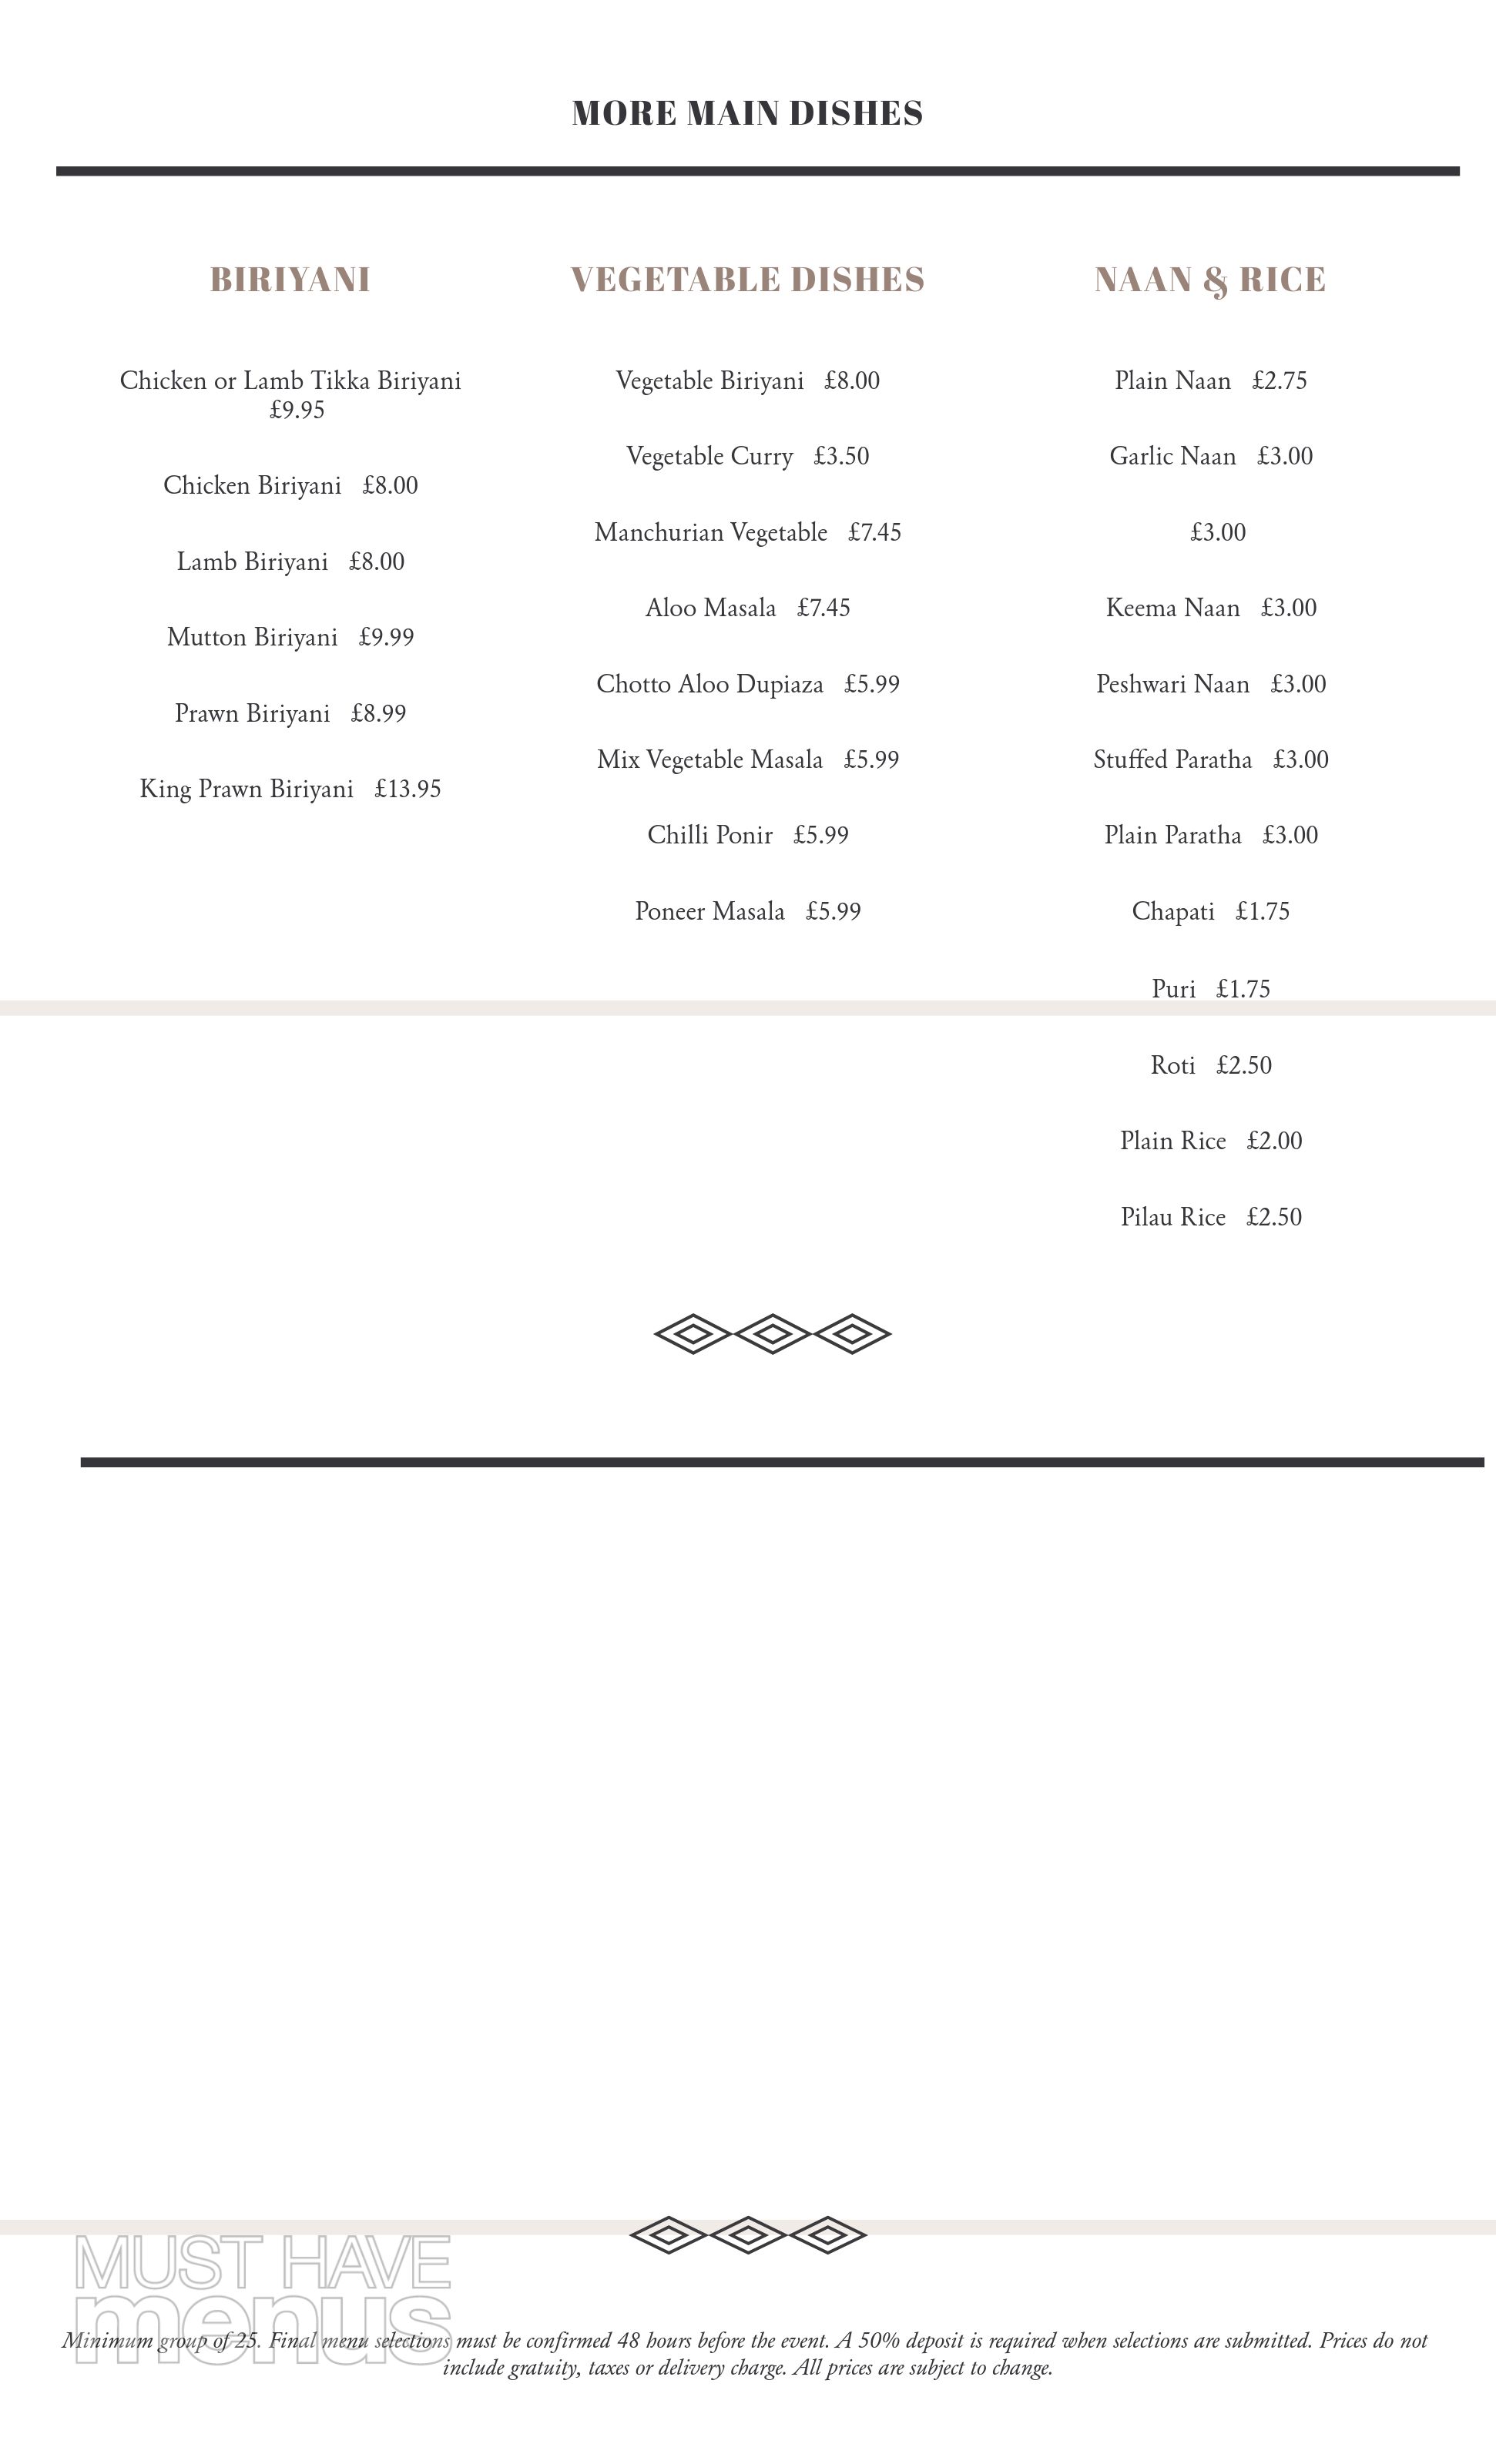 MORE MAIN DISHES
BIRIYANI
Chicken or Lamb Tikka Biriyani
£9.95
Chicken Biriyani £8.00
Lamb Biriyani £8.00
Mutton Biriyani £9.99
Prawn Biriyani £8.99
King Prawn Biriyani £13.95
VEGETABLE DISHES
Vegetable Biriyani £8.00
Vegetable Curry £3.50
Manchurian Vegetable £7.45
Aloo Masala £7.45
Chotto Aloo Dupiaza £5.99
Mix Vegetable Masala £5.99
Chilli Ponir £5.99
Poneer Masala £5.99
NAAN & RICE
Plain Naan £2.75
Garlic Naan £3.00
£3.00
Keema Naan £3.00
Peshwari Naan £3.00
Stuffed Paratha £3.00
Plain Paratha £3.00
Chapati £1.75
Puri £1.75
Roti £2.50
Plain Rice £2.00
Pilau Rice £2.50
MUST HAVE
menus
Minimum group of 25. Final menu selections must be confirmed 48 hours before the event. A 50% deposit is required when selections are submitted. Prices do not
include gratuity, taxes or delivery charge. All prices are subject to change.